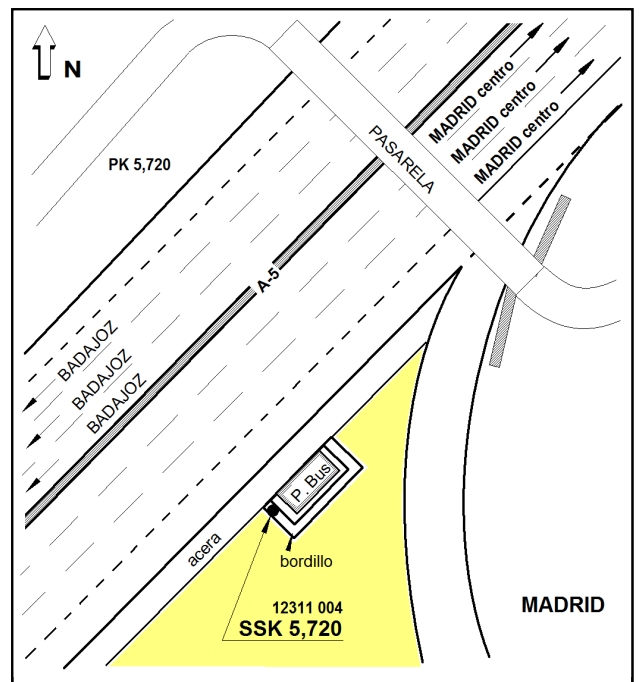 N
MADRID centro
MADRID centro
MADRID centro
PASARELA
PK 5,720
A-5
BADAJOZ
BADAJOZ
BADAJOZ
P. Bus
acera
bordillo
12311 004
SSK 5,720
MADRID